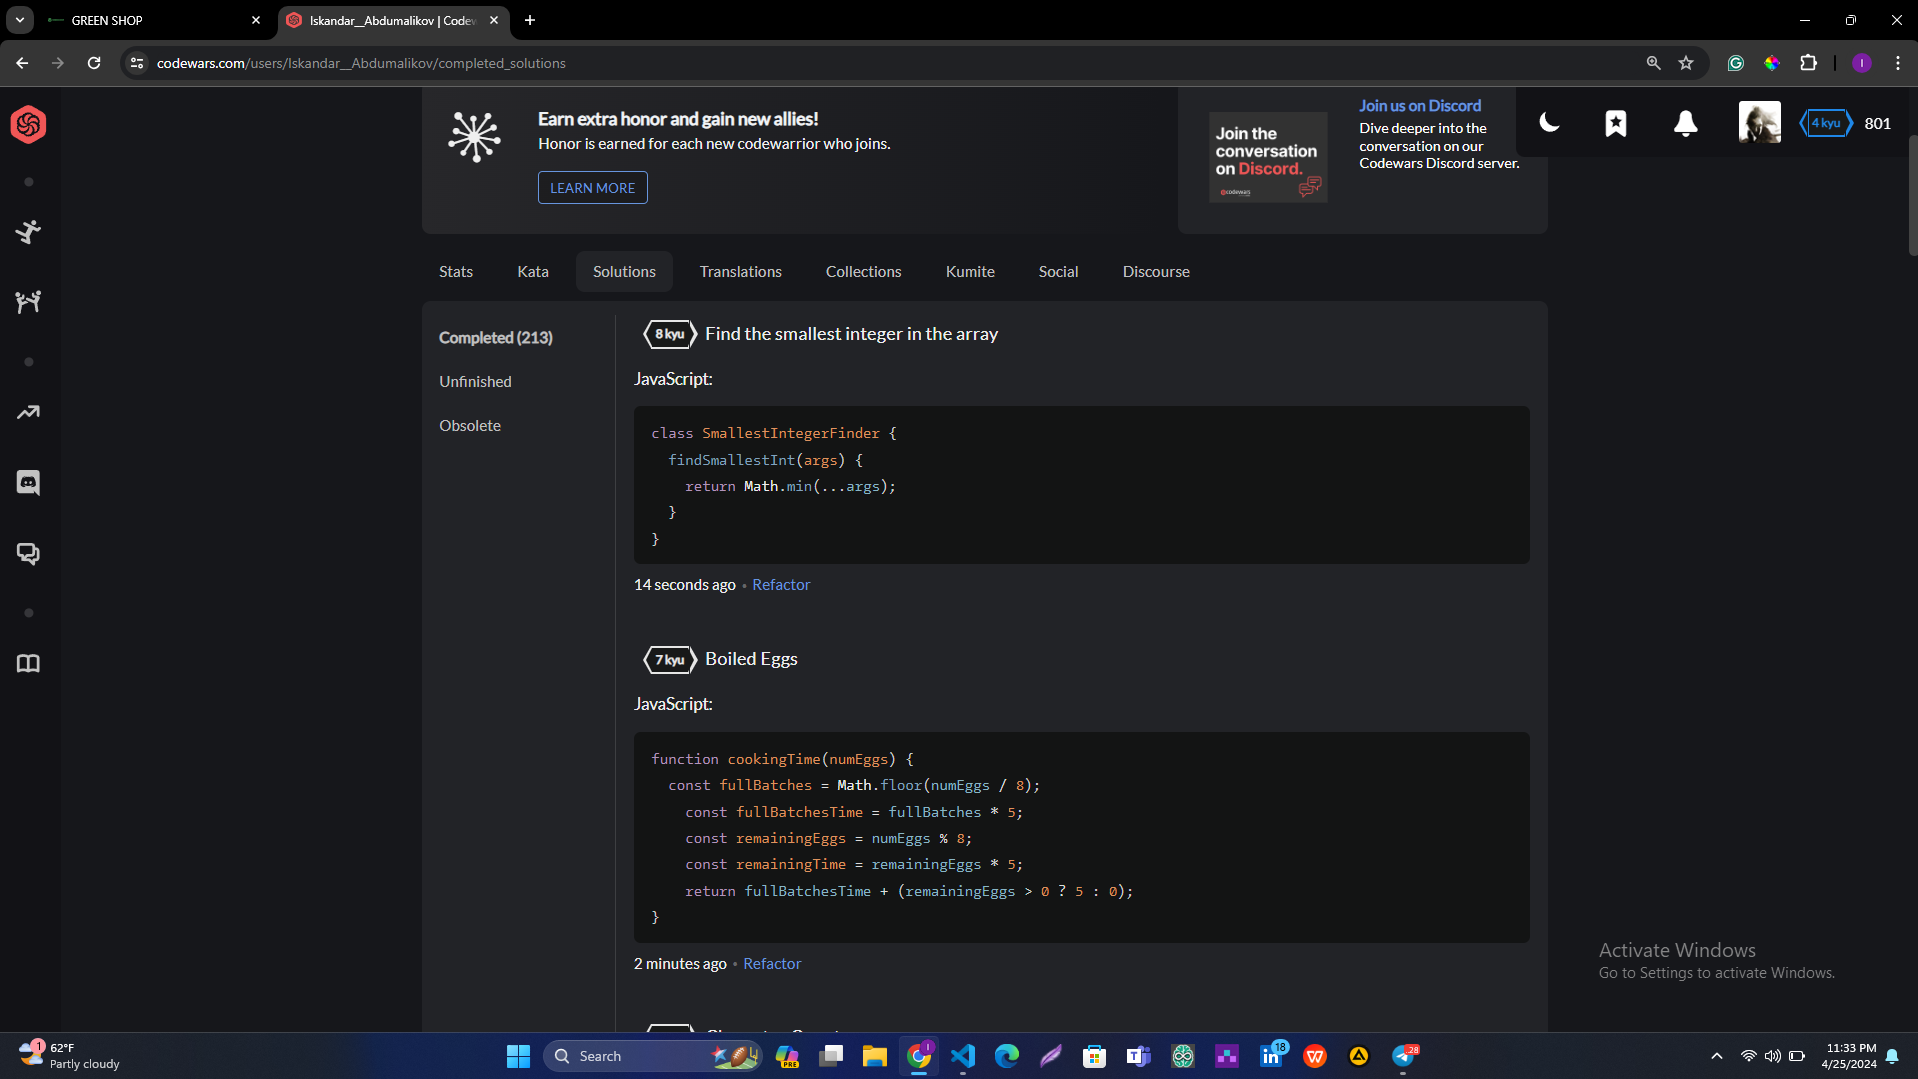 GREEN SHOP
Iskandar__Abdumalikov | Codew
codewars.com/users/Iskandar__Abdumalikov/completed_solutions
I
Earn extra honor and gain new allies!
Honor is earned for each new codewarrior who joins.
LEARN MORE
Join the
conversation
on Discord.
codewars
Join us on Discord
Dive deeper into the
conversation on our
Codewars Discord server.
4 kyu 801
Stats Kata Solutions Translations Collections Kumite Social Discourse
Completed (213)
Unfinished
Obsolete
8 kyu Find the smallest integer in the array
JavaScript:
class SmallestIntegerFinder {
findSmallestInt(args) {
return Math.min(...args);
}
}
14 seconds ago • Refactor
7 kyu Boiled Eggs
JavaScript:
function cookingTime(numEggs) {
const fullBatches = Math.floor(numEggs / 8);
const fullBatchesTime = fullBatches * 5;
const remainingEggs = numEggs % 8;
const remainingTime = remainingEggs * 5;
return fullBatchesTime + (remainingEggs > 0 ? 5 : 0);
}
2 minutes ago • Refactor
Activate Windows
Go to Settings to activate Windows.
1
62°F
Partly cloudy
Search
PRE
I
18
28
11:33 PM
4/25/2024